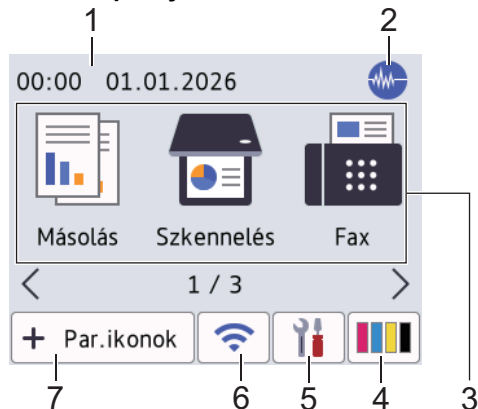 1 2
00:00 01.01.2026
Másolás Szkennelés Fax
1 / 3
+ Par.ikonok
7 6 5 4 3